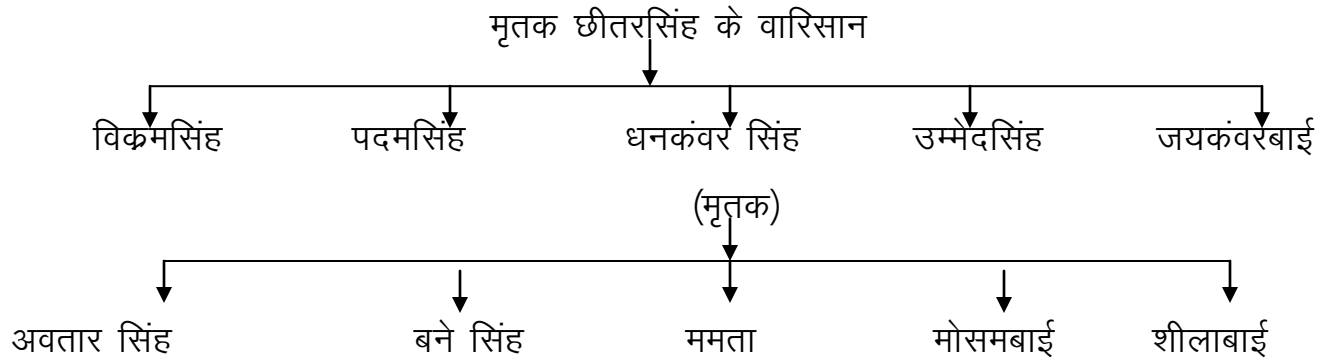 मृतक छीतरसिंह के वारिसान
विक्रमसिंह पदमसिंह धनकंवर सिंह उम्मेदसिंह जयकंवरबाई
(मृतक)
अवतार सिंह बने सिंह ममता मोसमबाई शीलाबाई